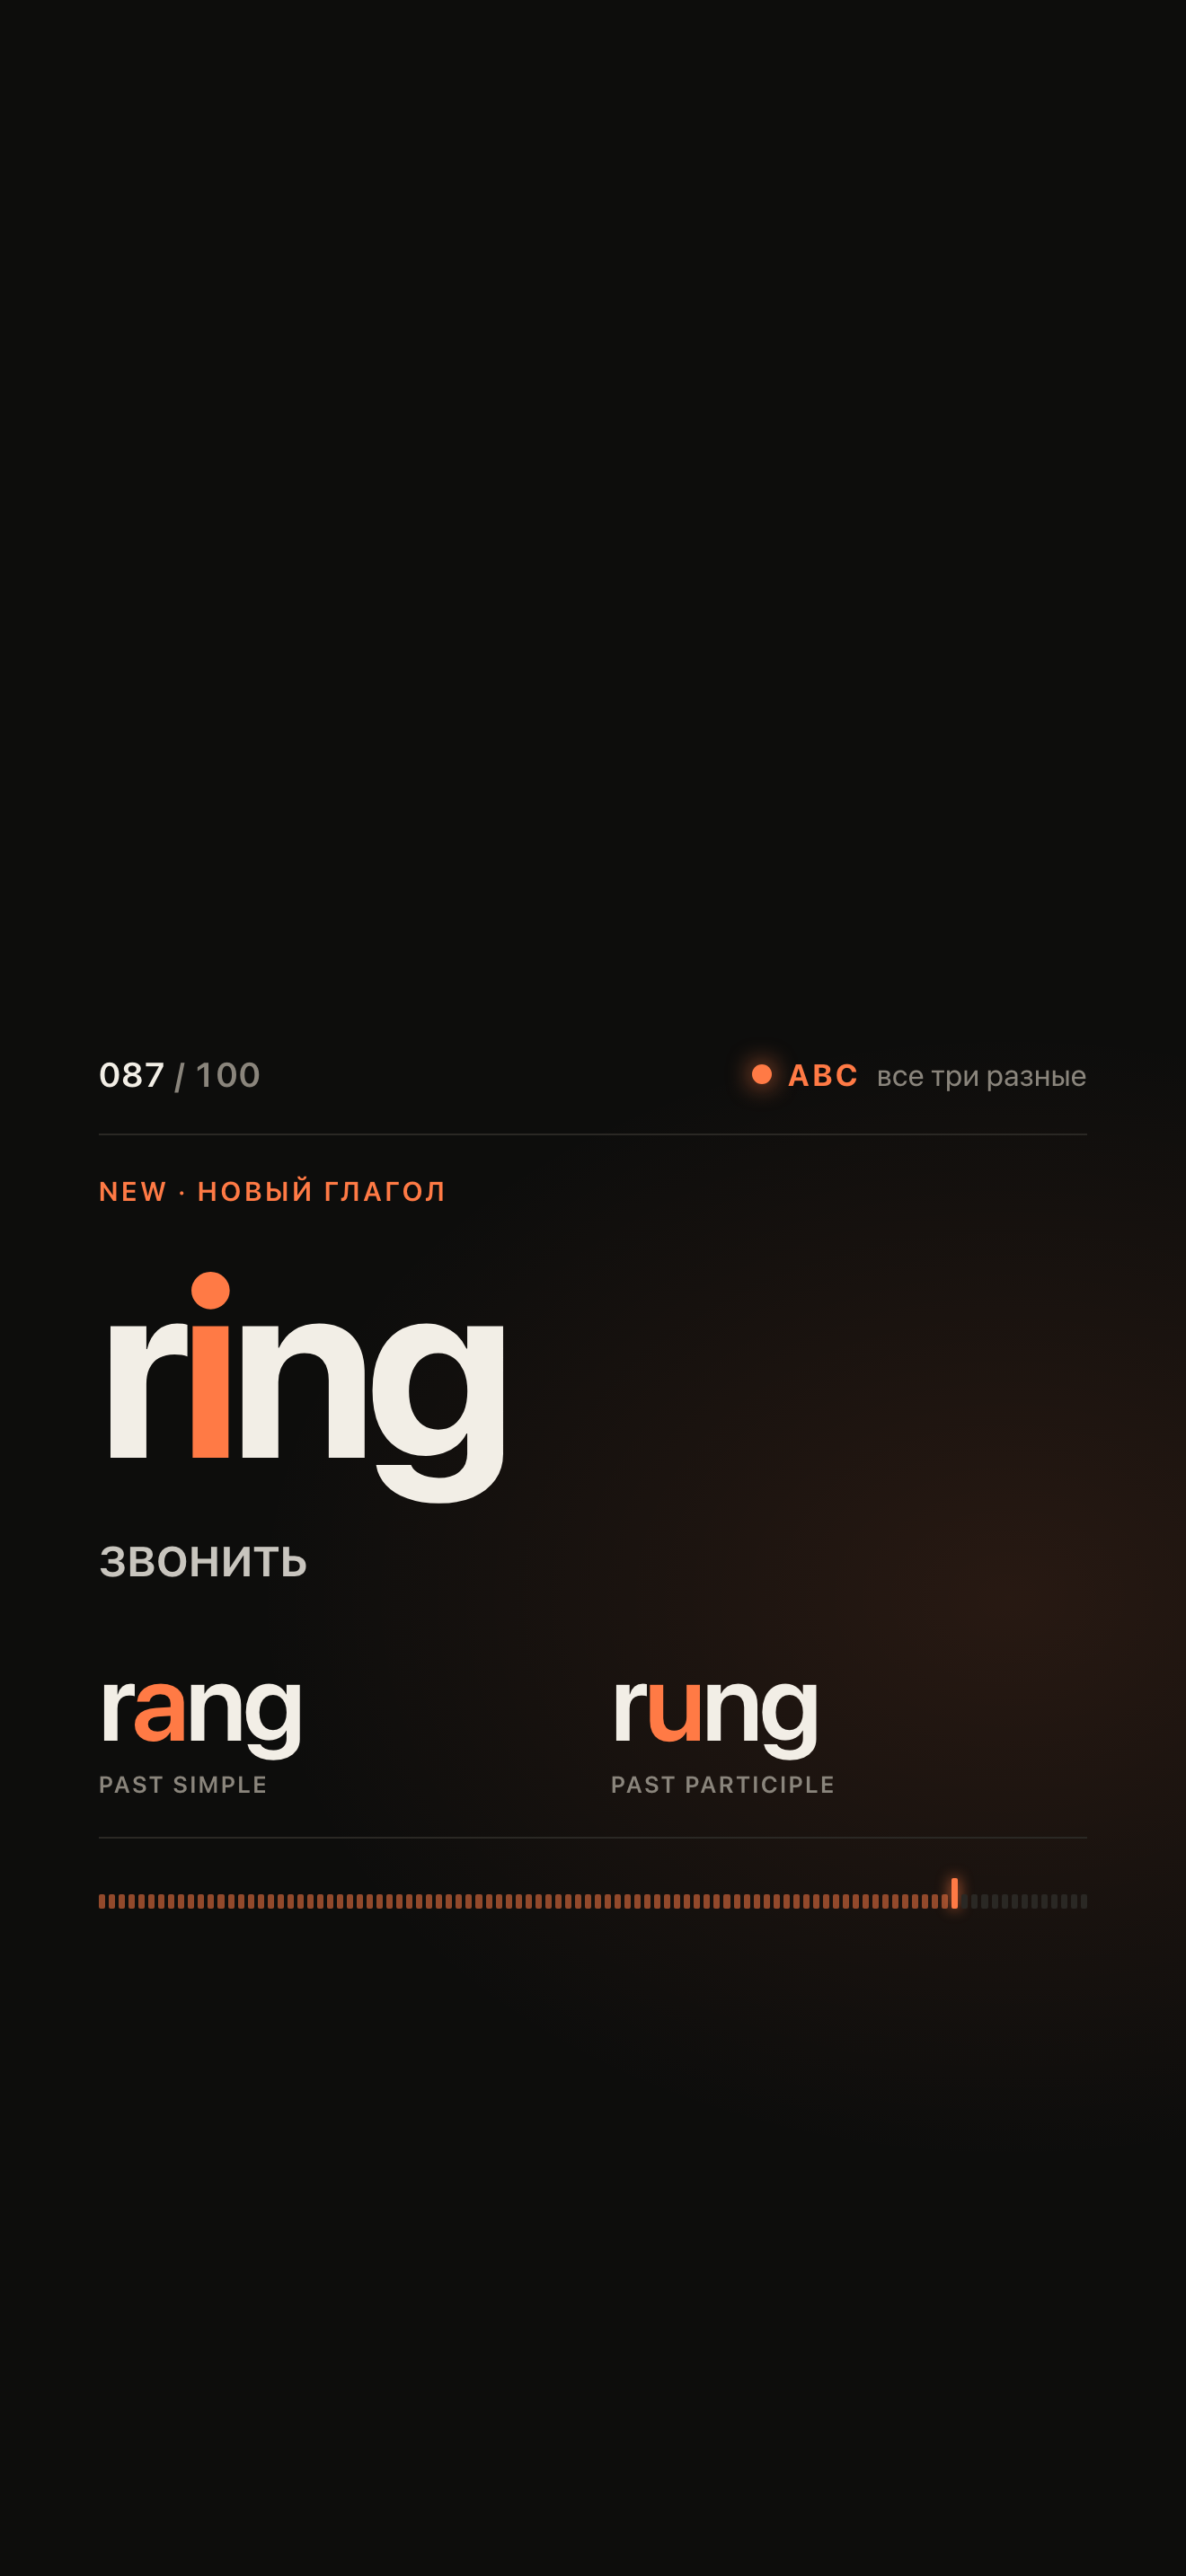 087 / 100
ABC все три разные
NEW · НОВЫЙ ГЛАГОЛ
ring
звонить
rang
rung
PAST SIMPLE
PAST PARTICIPLE